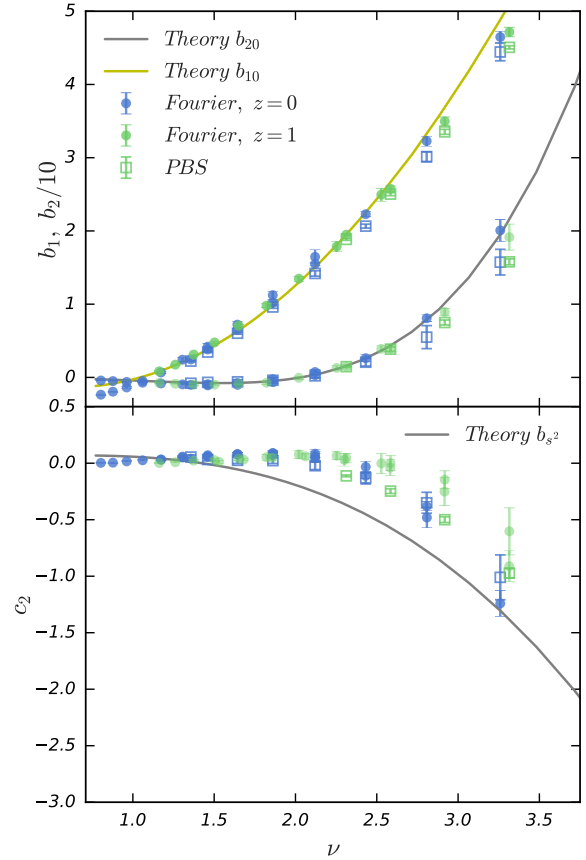 5
4
3
2
1
0
b₁, b₂/10
Theory b₂₀
Theory b₁₀
Fourier, z=0
Fourier, z=1
PBS
0.5
0.0
−0.5
−1.0
−1.5
−2.0
−2.5
−3.0
c₂
Theory b_{s²}
1.0 1.5 2.0 2.5 3.0 3.5
ν